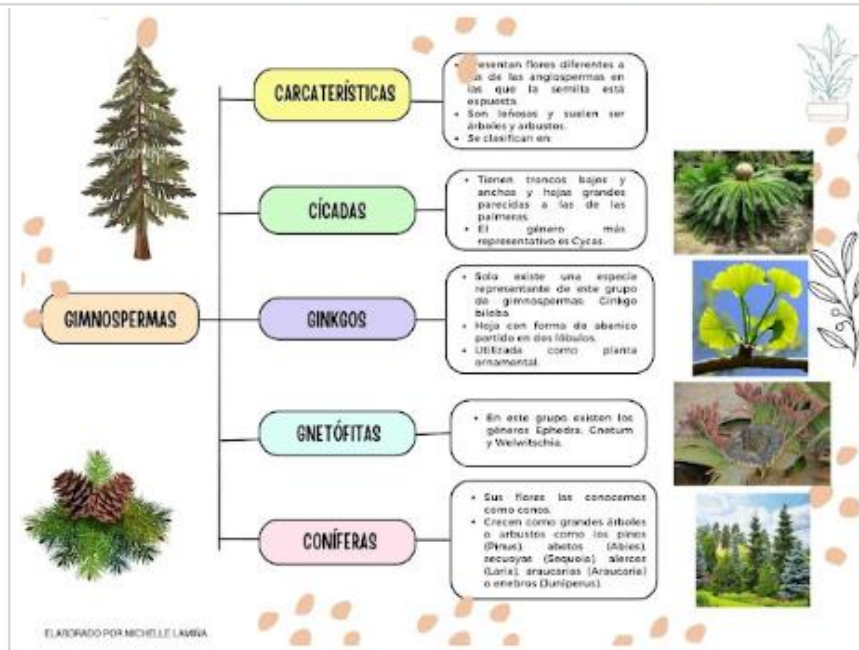 CARCATERÍSTICAS
esentan flores diferentes a
de las angiospermas en
las que la semilla está
expuesta.
Son leñosos y suelen ser
árboles y arbustos.
Se clasifican en:
CÍCADAS
Tienen troncos bajos y
anchos y hojas grandes
parecidas a las de las
palmeras.
El género más
representativo es Cycas.
GIMNOSPERMAS
GINKGOS
Solo existe una especie
representante de este grupo
de gimnospermas: Ginkgo
biloba.
Hoja con forma de abanico
partido en dos lóbulos.
Utilizada como planta
ornamental.
GNETÓFITAS
En este grupo existen los
géneros Ephedra, Gnetum
y Welwitschia.
CONÍFERAS
Sus flores las conocemos
como conos.
Crecen como grandes árboles
o arbustos como los pinos
(Pinus), abetos (Abies),
secuoyas (Sequoia), alerces
(Larix), araucarias (Araucaria)
o enebros (Juniperus).
ELABORADO POR MICHELLE LAMIÑA